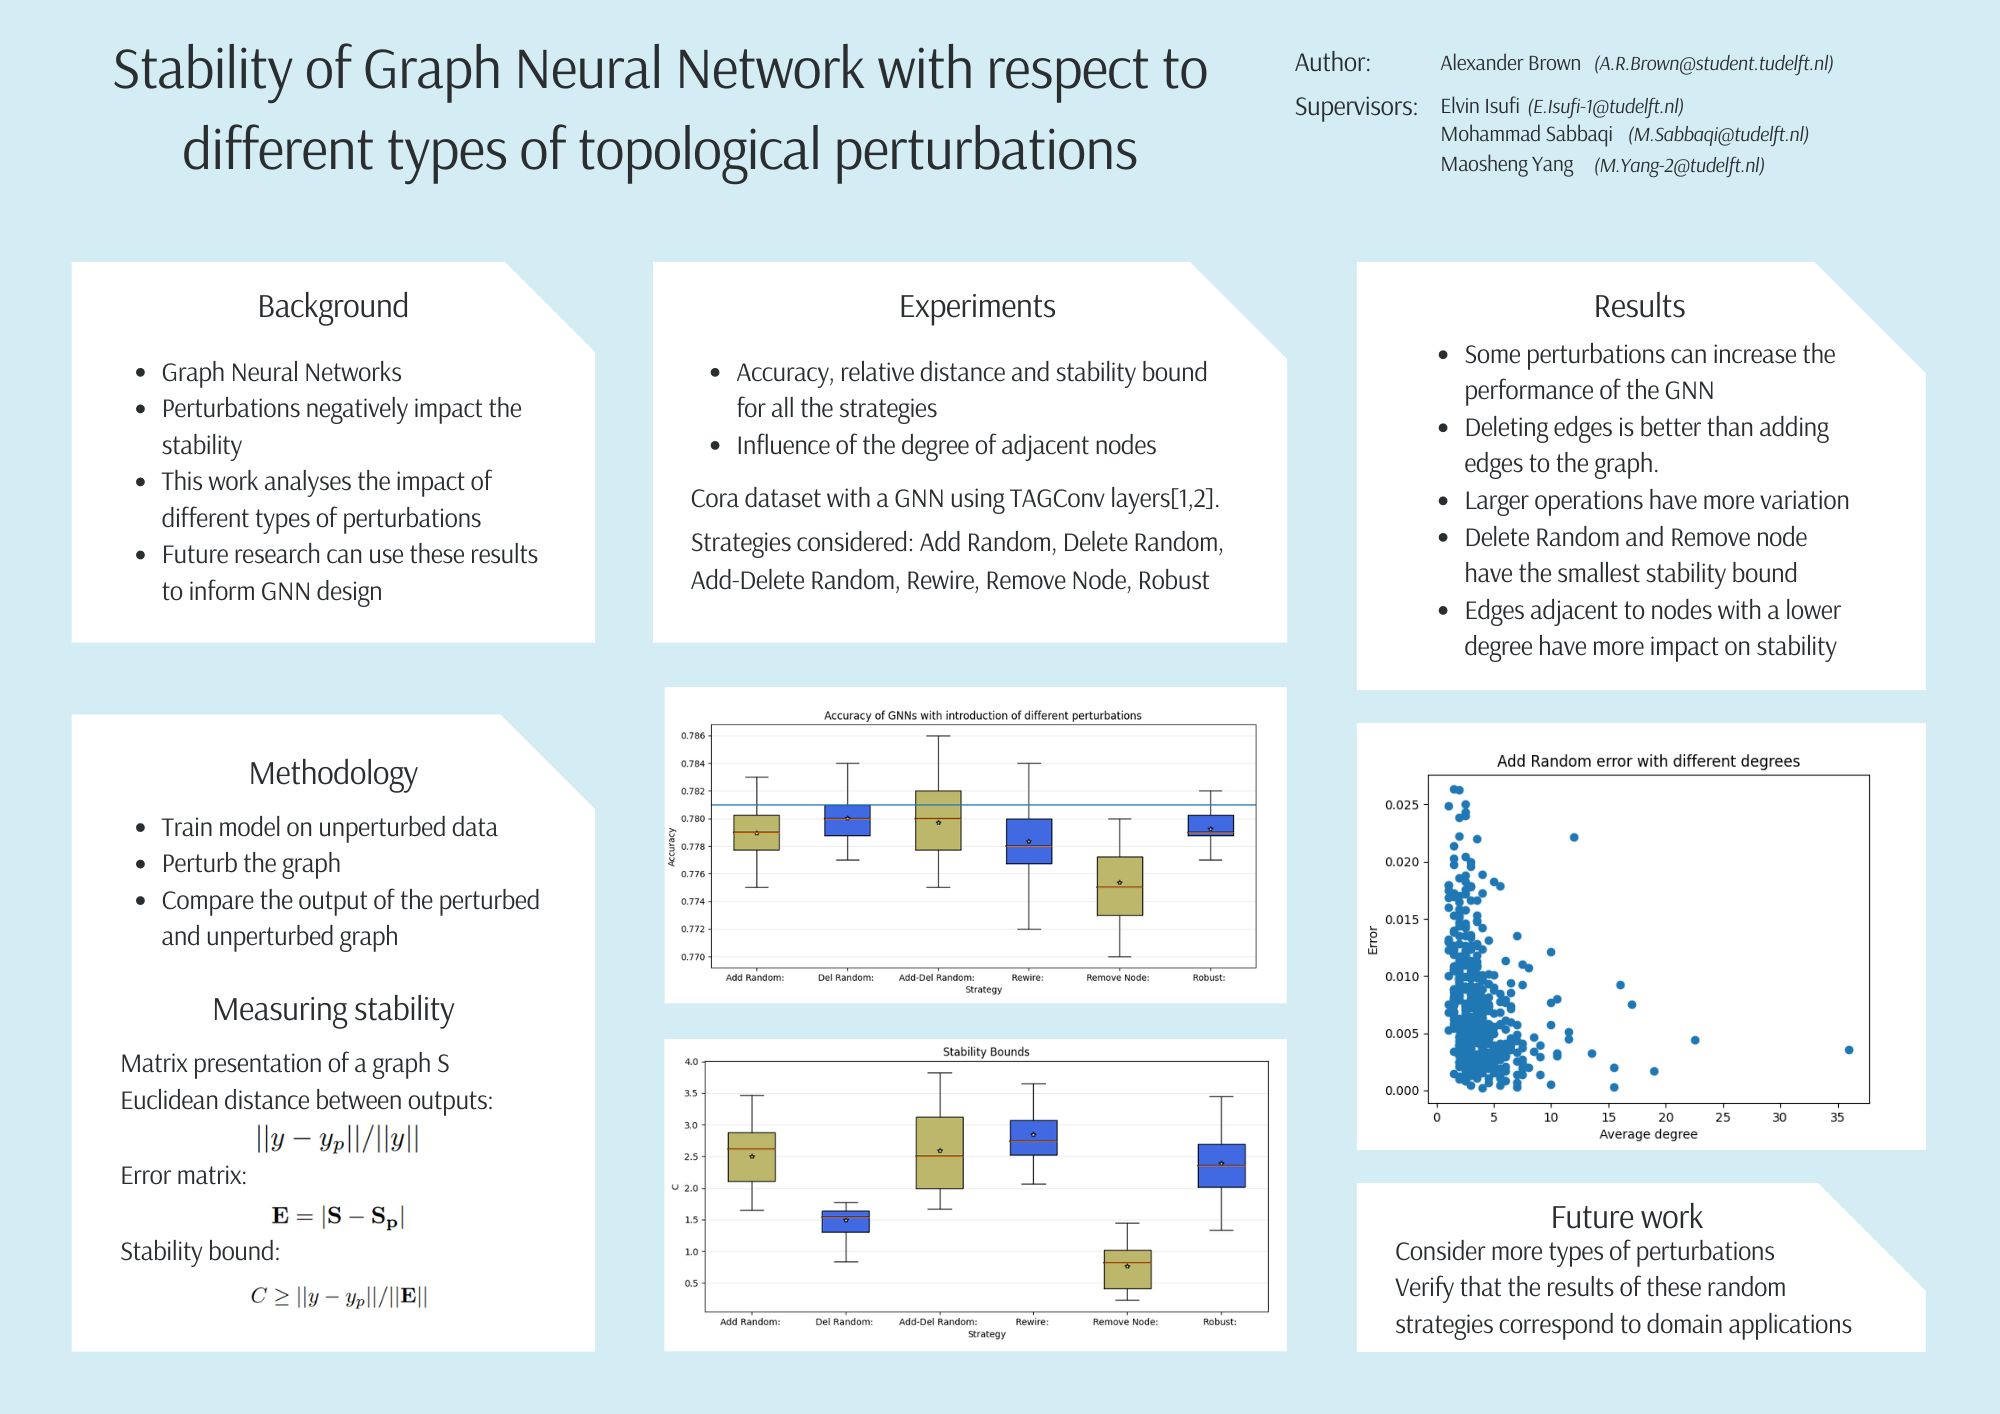 Stability of Graph Neural Network with respect to
different types of topological perturbations
Author: Alexander Brown (A.R.Brown@student.tudelft.nl)
Supervisors: Elvin Isufi (E.Isufi-1@tudelft.nl)
Mohammad Sabbaqi (M.Sabbaqi@tudelft.nl)
Maosheng Yang (M.Yang-2@tudelft.nl)
Background
• Graph Neural Networks
• Perturbations negatively impact the
stability
• This work analyses the impact of
different types of perturbations
• Future research can use these results
to inform GNN design
Methodology
• Train model on unperturbed data
• Perturb the graph
• Compare the output of the perturbed
and unperturbed graph
Measuring stability
Matrix presentation of a graph S
Euclidean distance between outputs:
||y − y_p||/||y||
Error matrix:
E = |S − S_p|
Stability bound:
C ≥ ||y − y_p||/||E||
Experiments
• Accuracy, relative distance and stability bound
for all the strategies
• Influence of the degree of adjacent nodes
Cora dataset with a GNN using TAGConv layers[1,2].
Strategies considered: Add Random, Delete Random,
Add-Delete Random, Rewire, Remove Node, Robust
Accuracy of GNNs with introduction of different perturbations
Accuracy
0.786
0.784
0.782
0.780
0.778
0.776
0.774
0.772
0.770
Add Random: Del Random: Add-Del Random: Rewire: Remove Node: Robust:
Strategy
Stability Bounds
C
4.0
3.5
3.0
2.5
2.0
1.5
1.0
0.5
Add Random: Del Random: Add-Del Random: Rewire: Remove Node: Robust:
Strategy
Results
• Some perturbations can increase the
performance of the GNN
• Deleting edges is better than adding
edges to the graph.
• Larger operations have more variation
• Delete Random and Remove node
have the smallest stability bound
• Edges adjacent to nodes with a lower
degree have more impact on stability
Add Random error with different degrees
Error
0.025
0.020
0.015
0.010
0.005
0.000
0 5 10 15 20 25 30 35
Average degree
Future work
Consider more types of perturbations
Verify that the results of these random
strategies correspond to domain applications